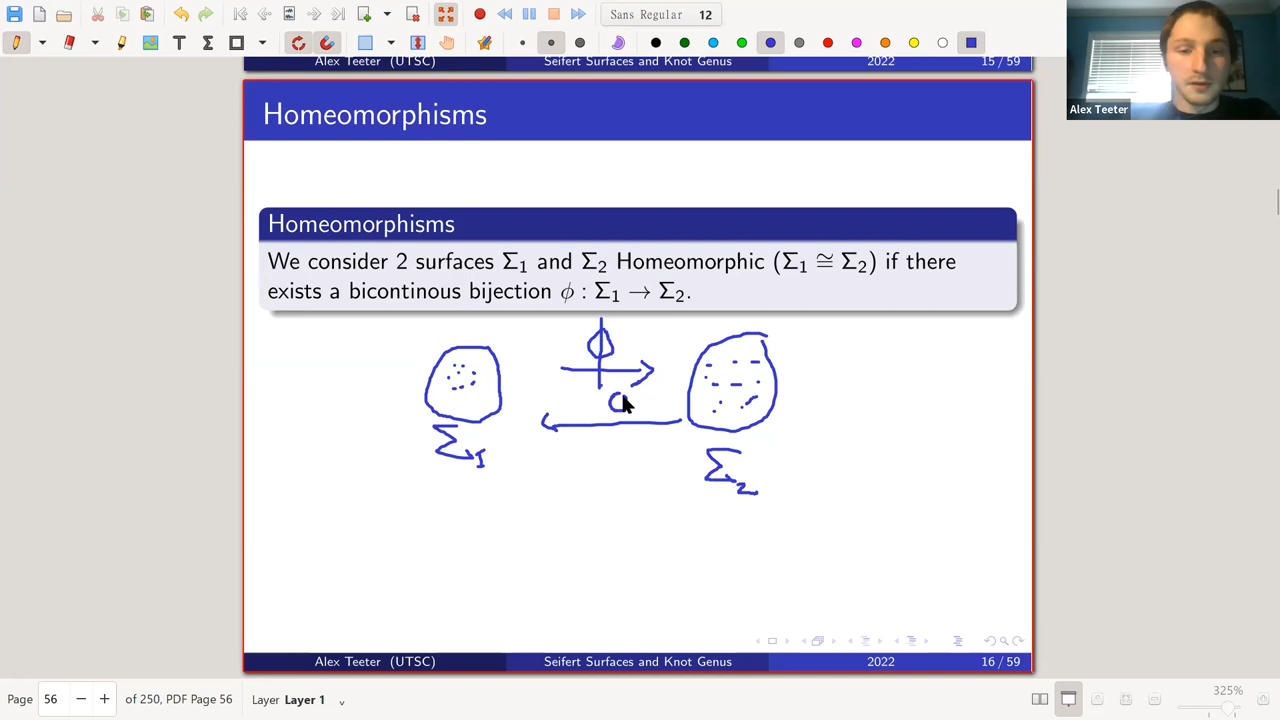 Sans Regular 12
Alex Teeter
Alex Teeter (UTSC) Seifert Surfaces and Knot Genus 2022 15 / 59
Homeomorphisms
Homeomorphisms
We consider 2 surfaces Σ₁ and Σ₂ Homeomorphic (Σ₁ ≅ Σ₂) if there
exists a bicontinous bijection ϕ : Σ₁ → Σ₂.
ϕ
Σ₁
Σ₂
Alex Teeter (UTSC) Seifert Surfaces and Knot Genus 2022 16 / 59
Page 56 of 250, PDF Page 56 Layer Layer 1 325%